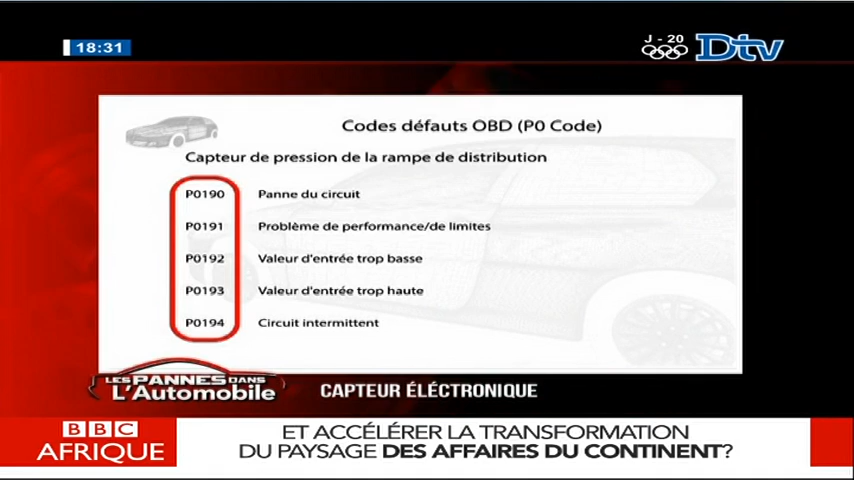 18:31
J - 20
Dtv
Codes défauts OBD (P0 Code)
Capteur de pression de la rampe de distribution
P0190 Panne du circuit
P0191 Problème de performance/de limites
P0192 Valeur d'entrée trop basse
P0193 Valeur d'entrée trop haute
P0194 Circuit intermittent
LES PANNES DANS
L'Automobile
CAPTEUR ÉLÉCTRONIQUE
BBC
AFRIQUE
ET ACCÉLÉRER LA TRANSFORMATION
DU PAYSAGE DES AFFAIRES DU CONTINENT?